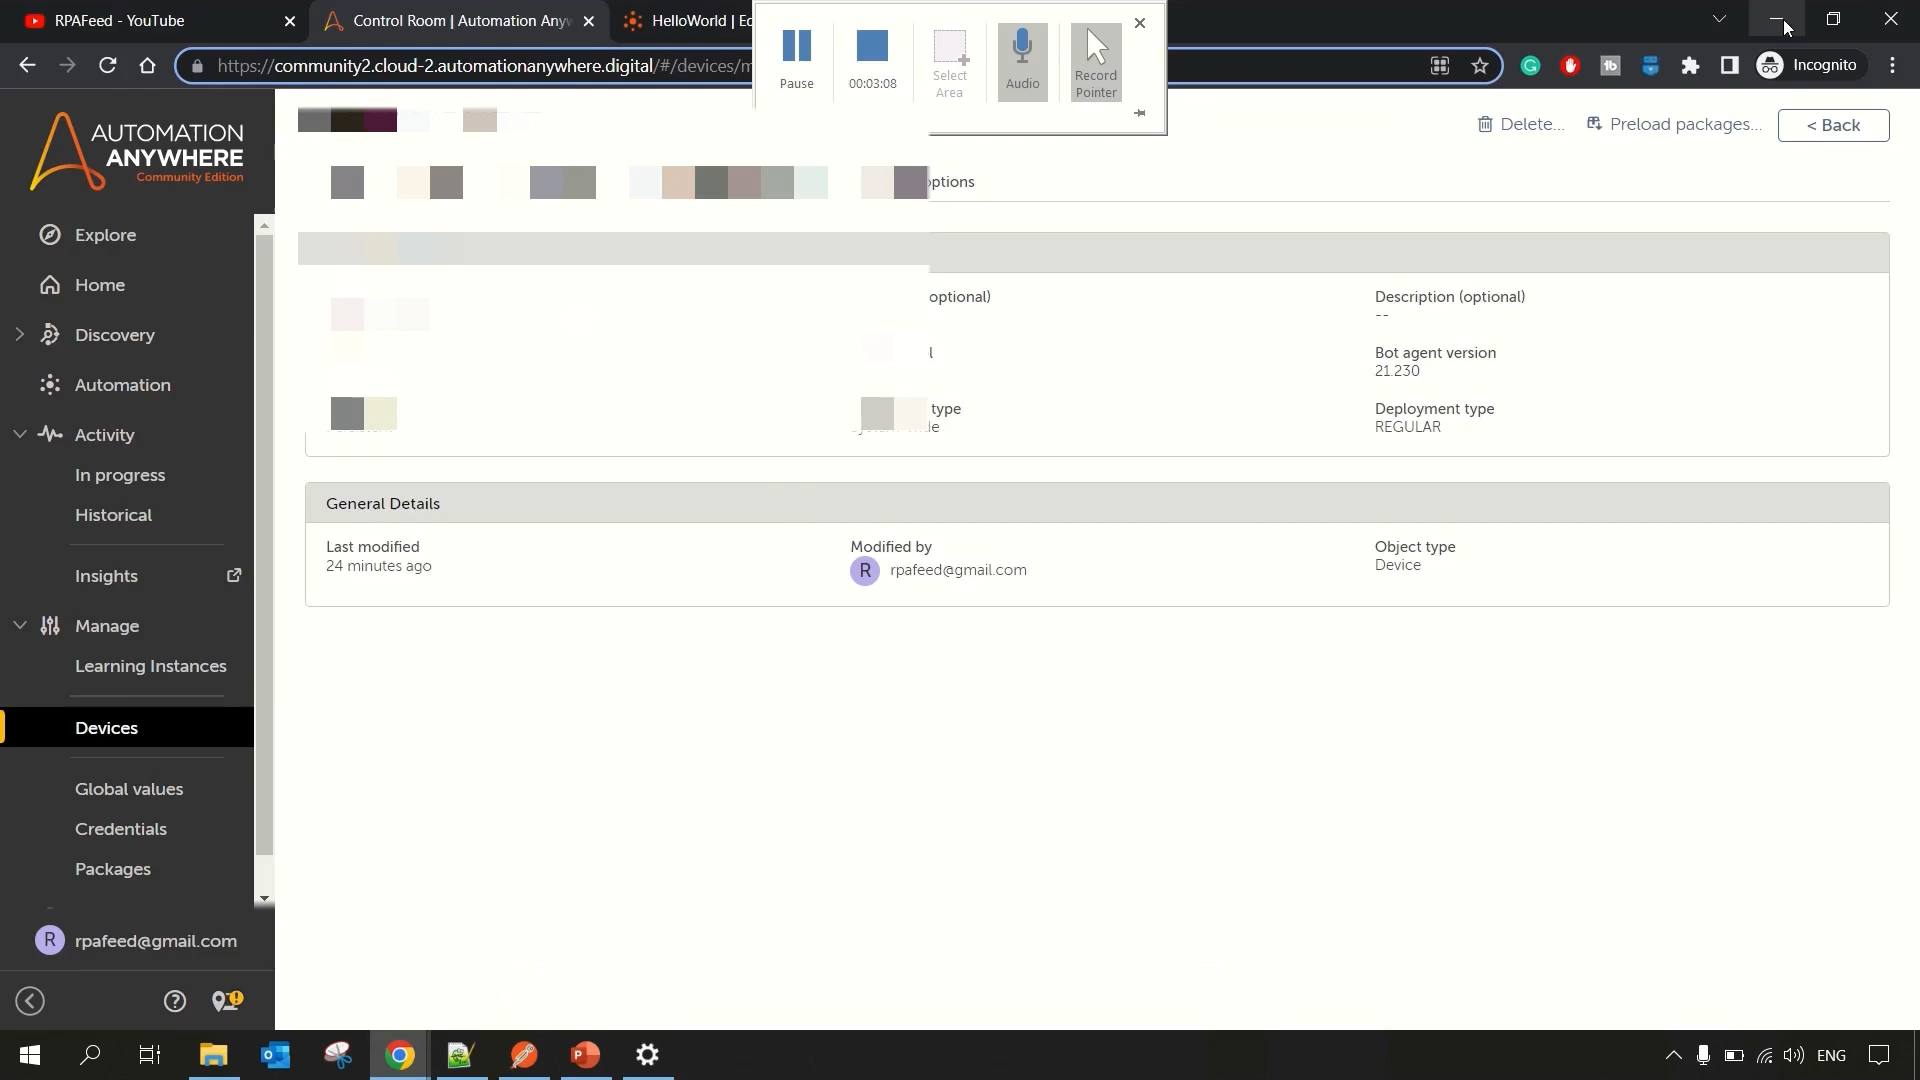 RPAFeed - YouTube
Control Room | Automation Anyw
HelloWorld | Ed
https://community2.cloud-2.automationanywhere.digital/#/devices/m
Incognito
Pause
00:03:08
Select
Area
Audio
Record
Pointer
AUTOMATION
ANYWHERE
Community Edition
Delete...
Preload packages...
< Back
options
Explore
Home
Discovery
Automation
Activity
In progress
Historical
Insights
Manage
Learning Instances
Devices
Global values
Credentials
Packages
R rpafeed@gmail.com
optional)
Description (optional)
--
Bot agent version
21.230
type
Deployment type
REGULAR
General Details
Last modified
24 minutes ago
Modified by
R rpafeed@gmail.com
Object type
Device
ENG